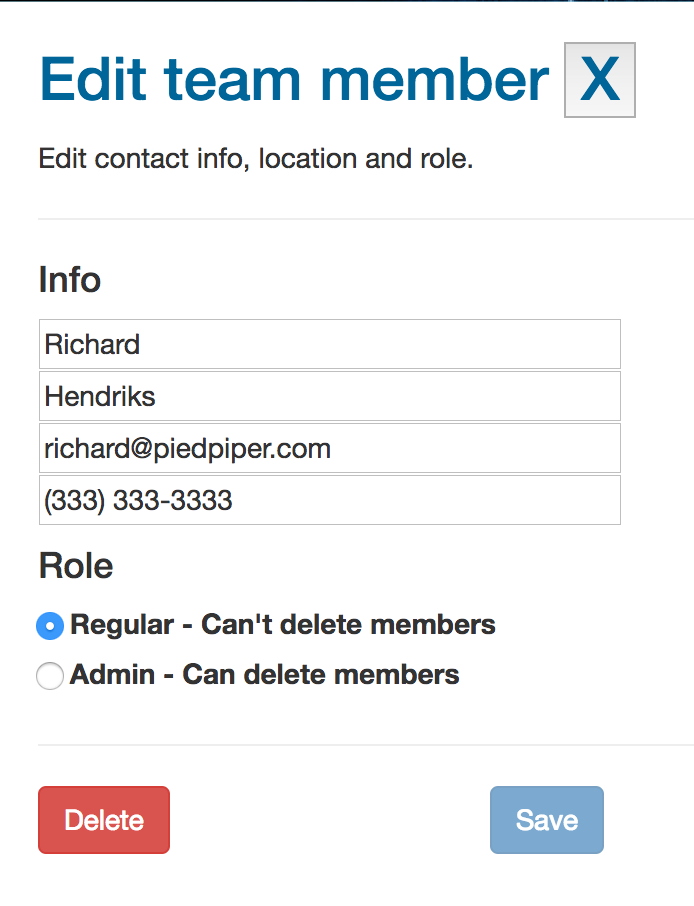 Edit team member X
Edit contact info, location and role.
Info
Richard
Hendriks
richard@piedpiper.com
(333) 333-3333
Role
Regular - Can't delete members
Admin - Can delete members
Delete Save